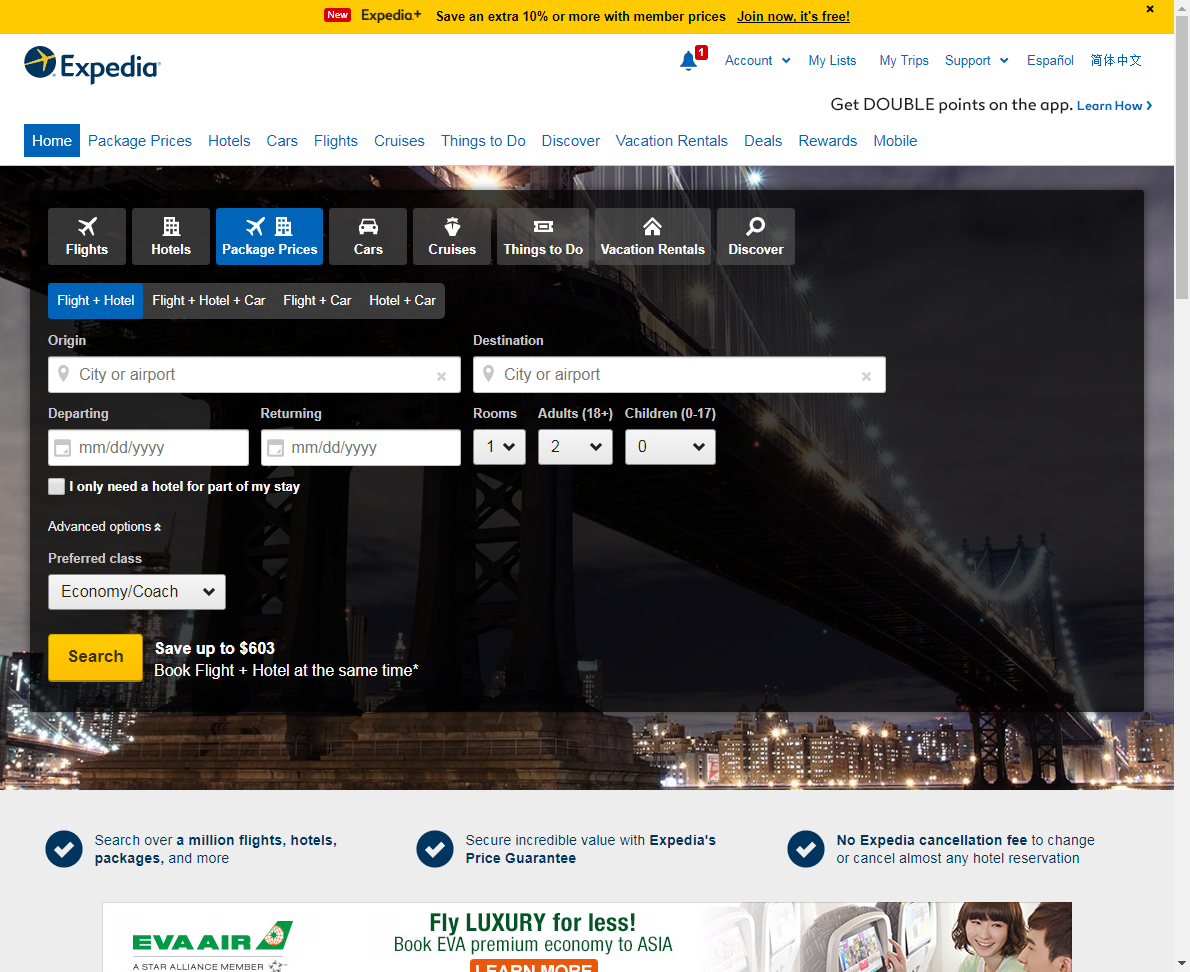 New Expedia+ Save an extra 10% or more with member prices Join now, it's free!
Expedia
1 Account My Lists My Trips Support Español 简体中文
Get DOUBLE points on the app. Learn How
Home Package Prices Hotels Cars Flights Cruises Things to Do Discover Vacation Rentals Deals Rewards Mobile
Flights Hotels Package Prices Cars Cruises Things to Do Vacation Rentals Discover
Flight + Hotel Flight + Hotel + Car Flight + Car Hotel + Car
Origin Destination
City or airport City or airport
Departing Returning Rooms Adults (18+) Children (0-17)
mm/dd/yyyy mm/dd/yyyy 1 2 0
I only need a hotel for part of my stay
Advanced options
Preferred class
Economy/Coach
Search
Save up to $603
Book Flight + Hotel at the same time*
Search over a million flights, hotels,
packages, and more
Secure incredible value with Expedia's
Price Guarantee
No Expedia cancellation fee to change
or cancel almost any hotel reservation
EVA AIR
A STAR ALLIANCE MEMBER
Fly LUXURY for less!
Book EVA premium economy to ASIA
LEARN MORE